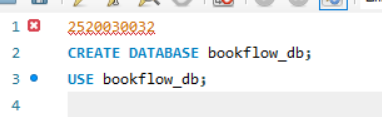 1 2520030032
2 CREATE DATABASE bookflow_db;
3 USE bookflow_db;
4